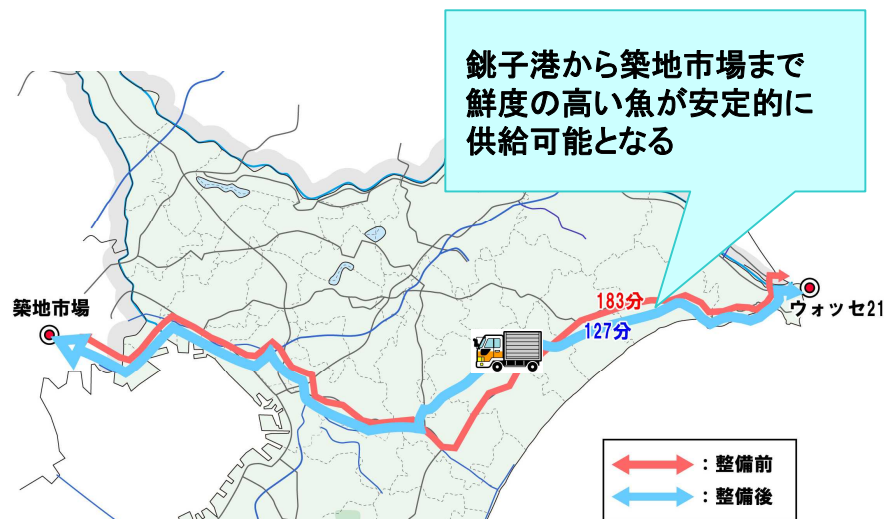 銚子港から築地市場まで
鮮度の高い魚が安定的に
供給可能となる
築地市場
183分
127分
ウォッセ21
：整備前
：整備後